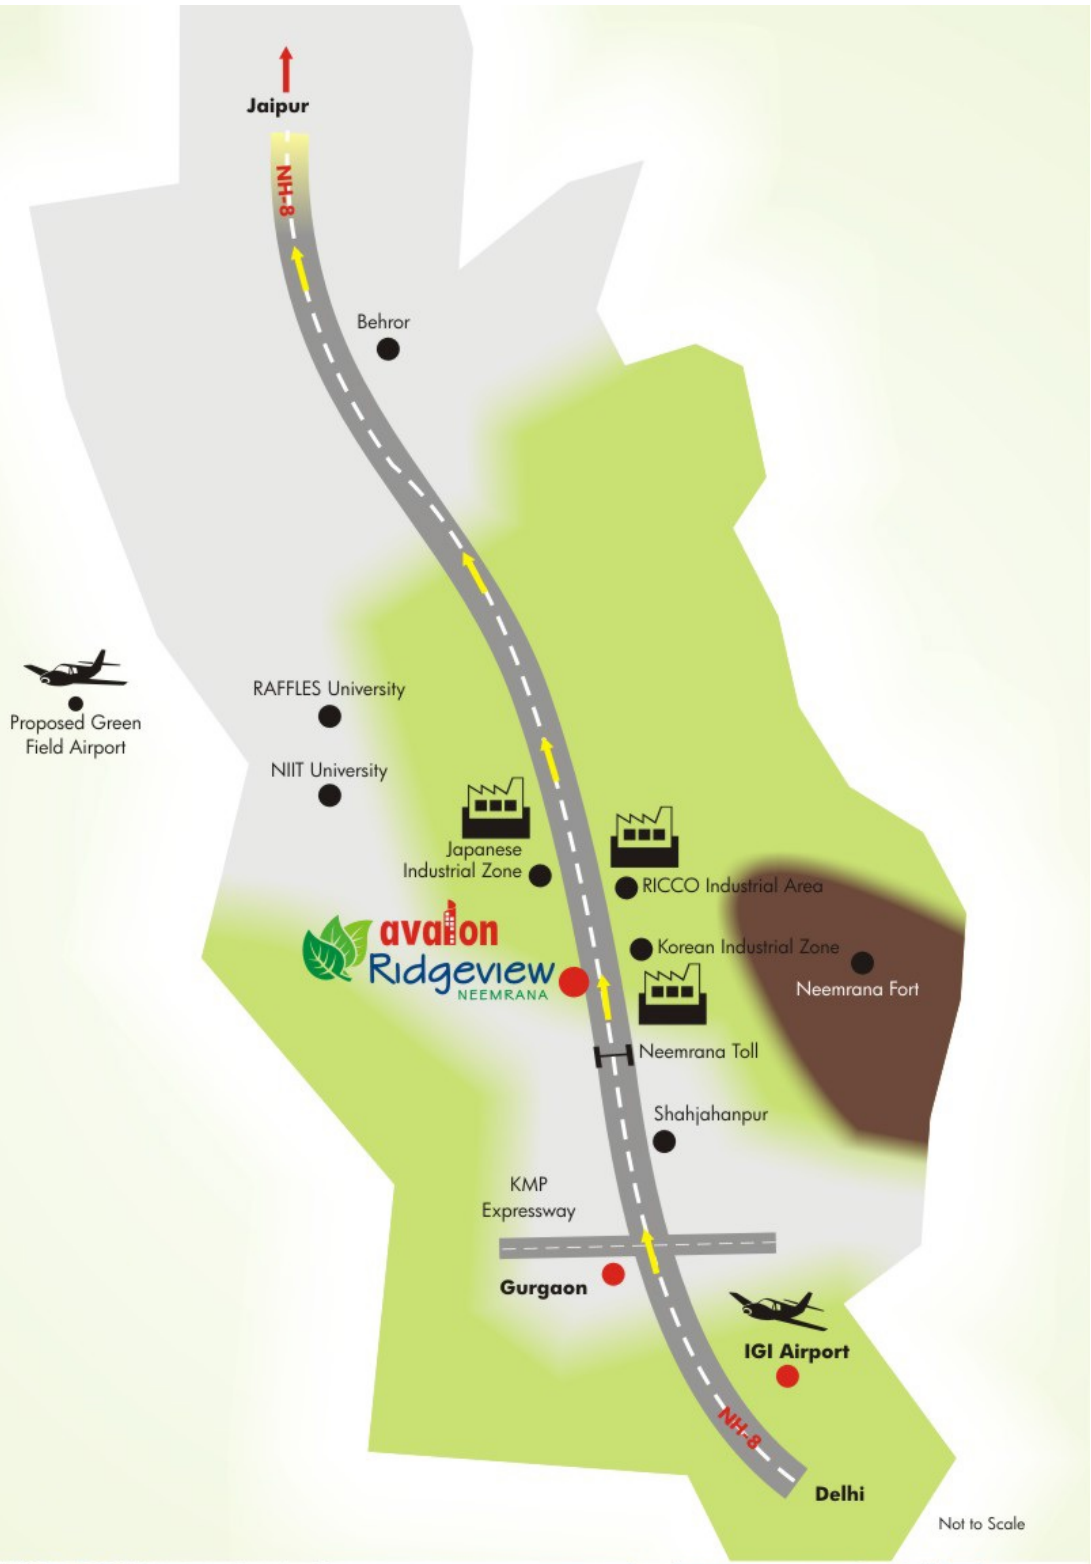 Jaipur
NH-8
Behror
RAFFLES University
Proposed Green
Field Airport
NIIT University
Japanese
Industrial Zone
RICCO Industrial Area
avalon
Ridgeview
NEEMRANA
Korean Industrial Zone
Neemrana Fort
Neemrana Toll
Shahjahanpur
KMP
Expressway
Gurgaon
IGI Airport
NH-8
Delhi
Not to Scale